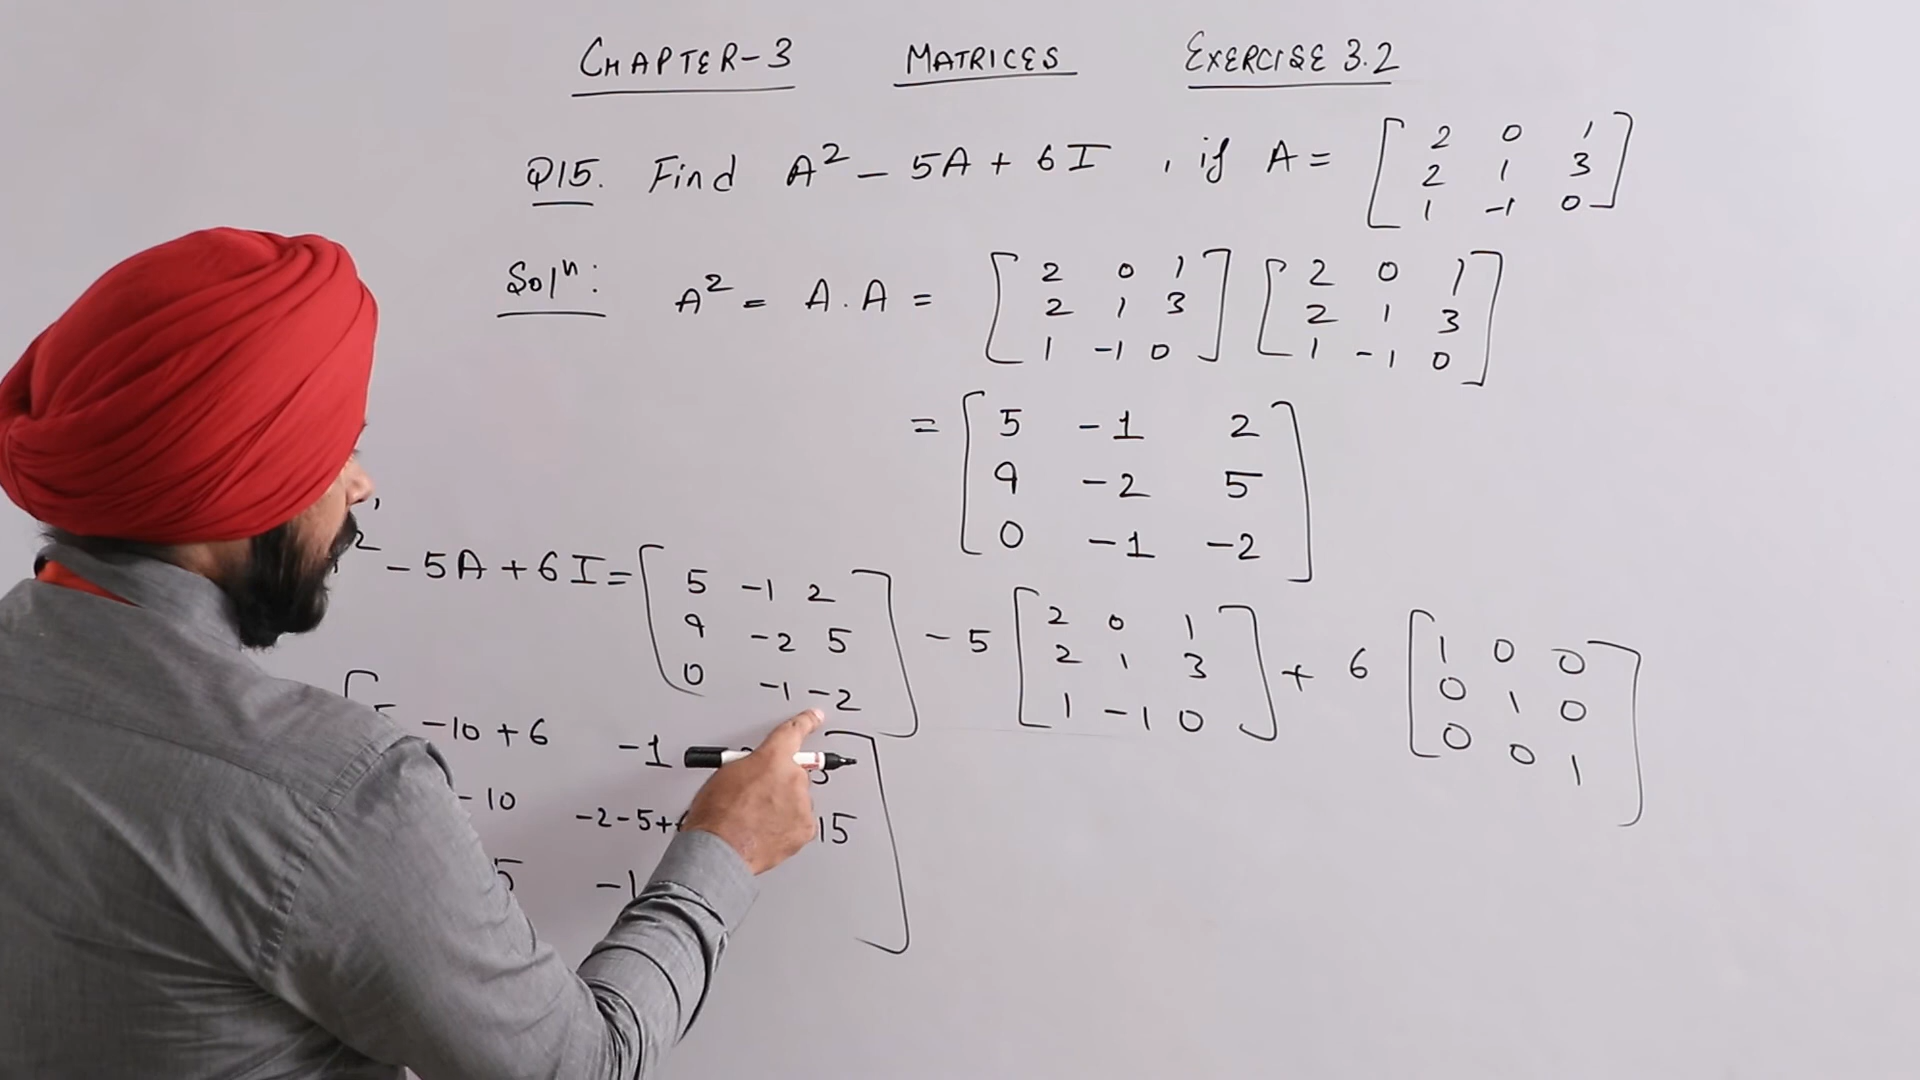 CHAPTER-3 MATRICES EXERCISE 3.2
Q15. Find A² - 5A + 6I , if A = [ 2 0 1
2 1 3
1 -1 0 ]
Solⁿ: A² = A.A = [ 2 0 1 [ 2 0 1
2 1 3 2 1 3
1 -1 0 ] 1 -1 0 ]
= [ 5 -1 2
9 -2 5
0 -1 -2 ]
- 5A + 6I = [ 5 -1 2
9 -2 5
0 -1 -2 ]
- 5 [ 2 0 1
2 1 3
1 -1 0 ]
+ 6 [ 1 0 0
0 1 0
0 0 1 ]
-10 + 6 -1
-10 -2-5+ 15
5 -1